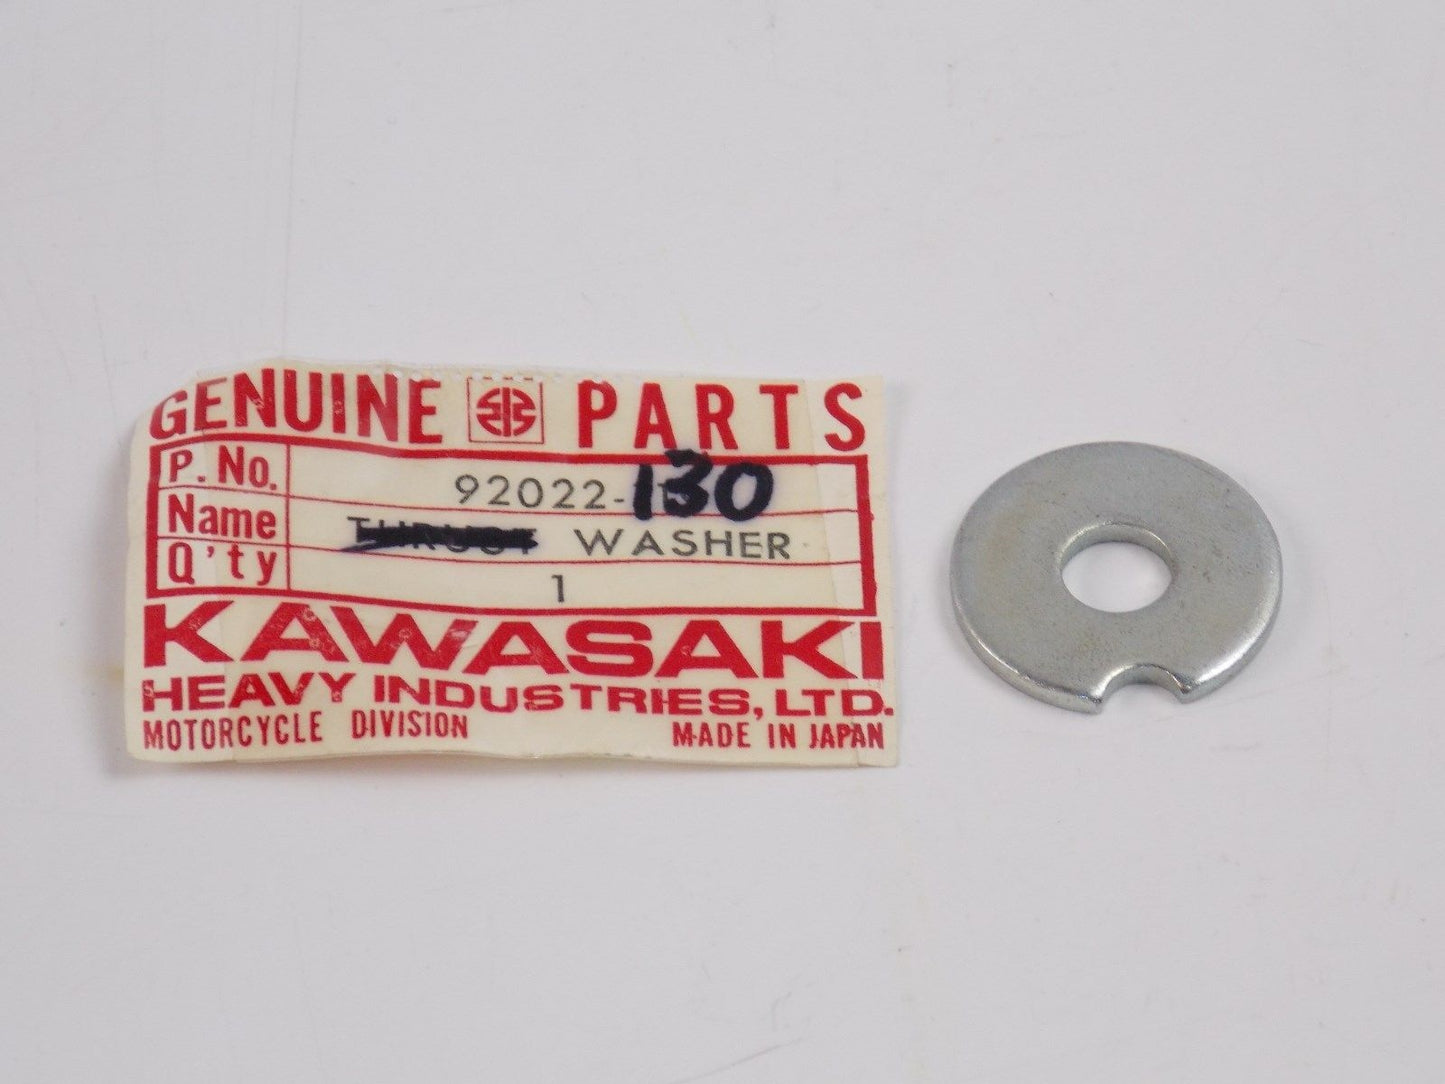 GENUINE PARTS
P. No. 92022-130
Name THRUST WASHER
Q'ty 1
KAWASAKI
HEAVY INDUSTRIES, LTD.
MOTORCYCLE DIVISION MADE IN JAPAN